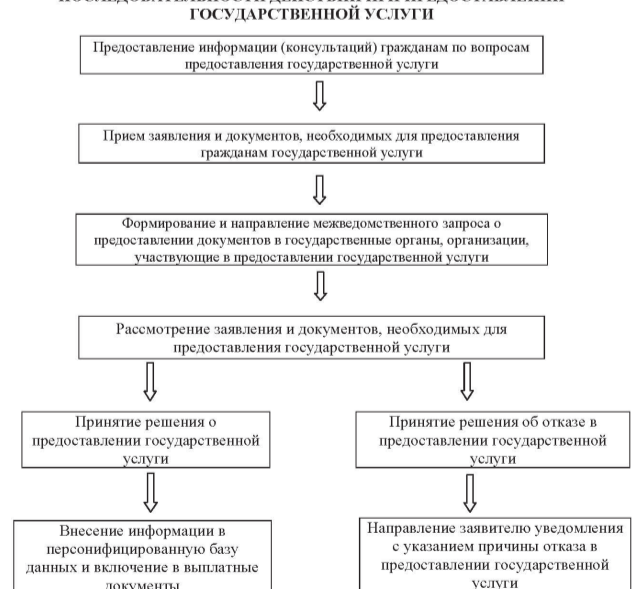 ГОСУДАРСТВЕННОЙ УСЛУГИ
Предоставление информации (консультаций) гражданам по вопросам
предоставления государственной услуги
Прием заявления и документов, необходимых для предоставления
гражданам государственной услуги
Формирование и направление межведомственного запроса о
предоставлении документов в государственные органы, организации,
участвующие в предоставлении государственной услуги
Рассмотрение заявления и документов, необходимых для
предоставления государственной услуги
Принятие решения о
предоставлении государственной
услуги
Принятие решения об отказе в
предоставлении государственной
услуги
Внесение информации в
персонифицированную базу
данных и включение в выплатные
документы
Направление заявителю уведомления
с указанием причины отказа в
предоставлении государственной
услуги